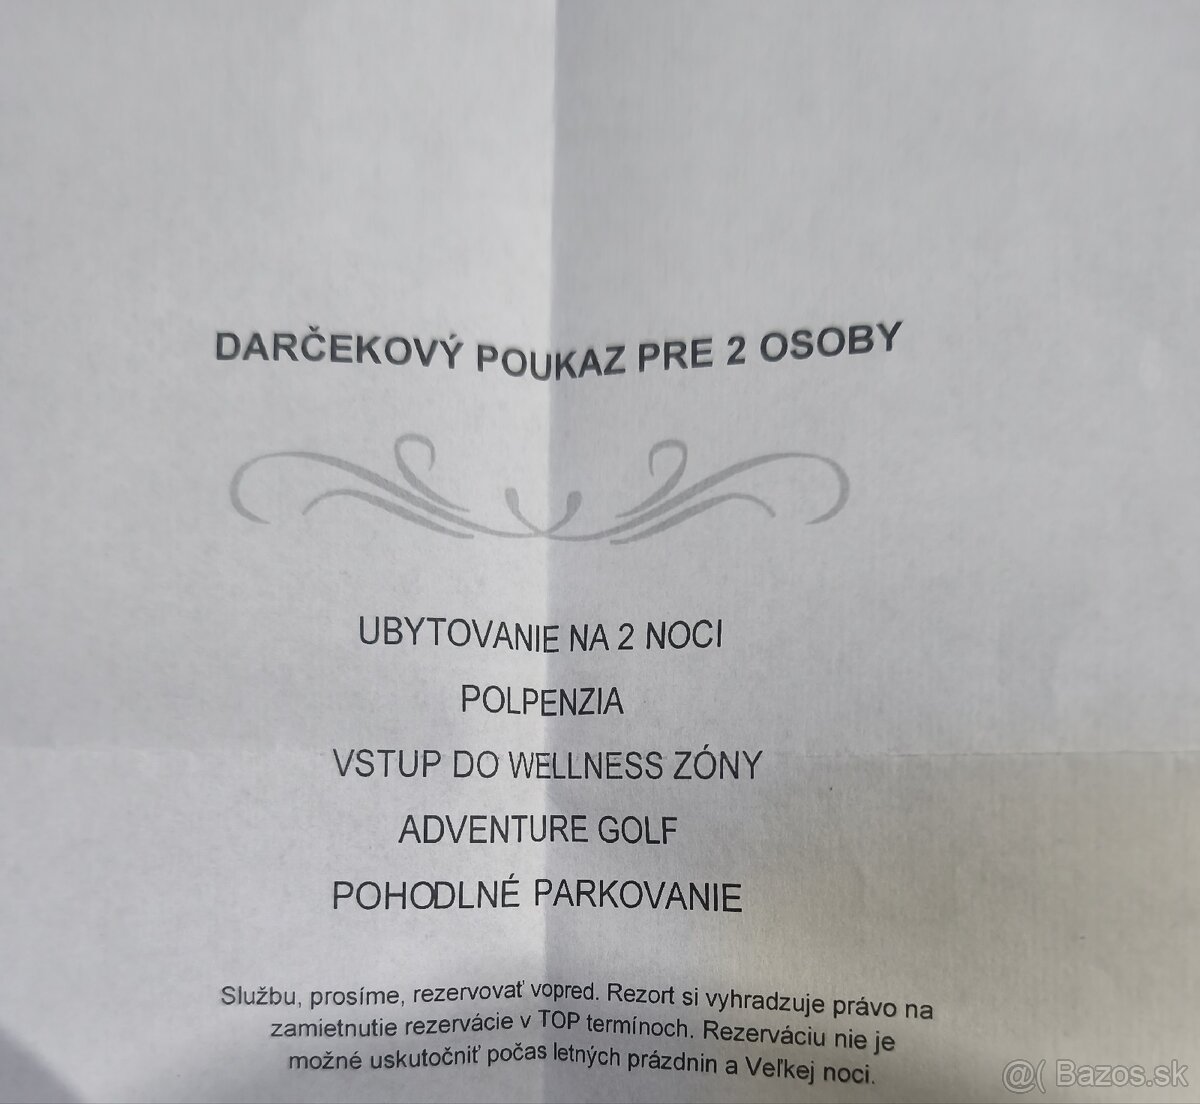 DARČEKOVÝ POUKAZ PRE 2 OSOBY
UBYTOVANIE NA 2 NOCI
POLPENZIA
VSTUP DO WELLNESS ZÓNY
ADVENTURE GOLF
POHODLNÉ PARKOVANIE
Službu, prosíme, rezervovať vopred. Rezort si vyhradzuje právo na
zamietnutie rezervácie v TOP termínoch. Rezerváciu nie je
možné uskutočniť počas letných prázdnin a Veľkej noci.
@( Bazos.sk